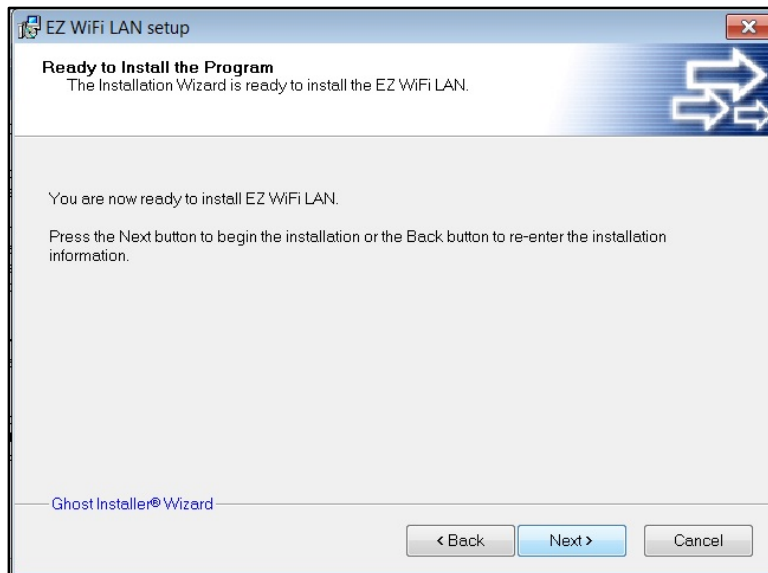 EZ WiFi LAN setup
Ready to Install the Program
The Installation Wizard is ready to install the EZ WiFi LAN.
You are now ready to install EZ WiFi LAN.
Press the Next button to begin the installation or the Back button to re-enter the installation
information.
Ghost Installer® Wizard
< Back Next > Cancel